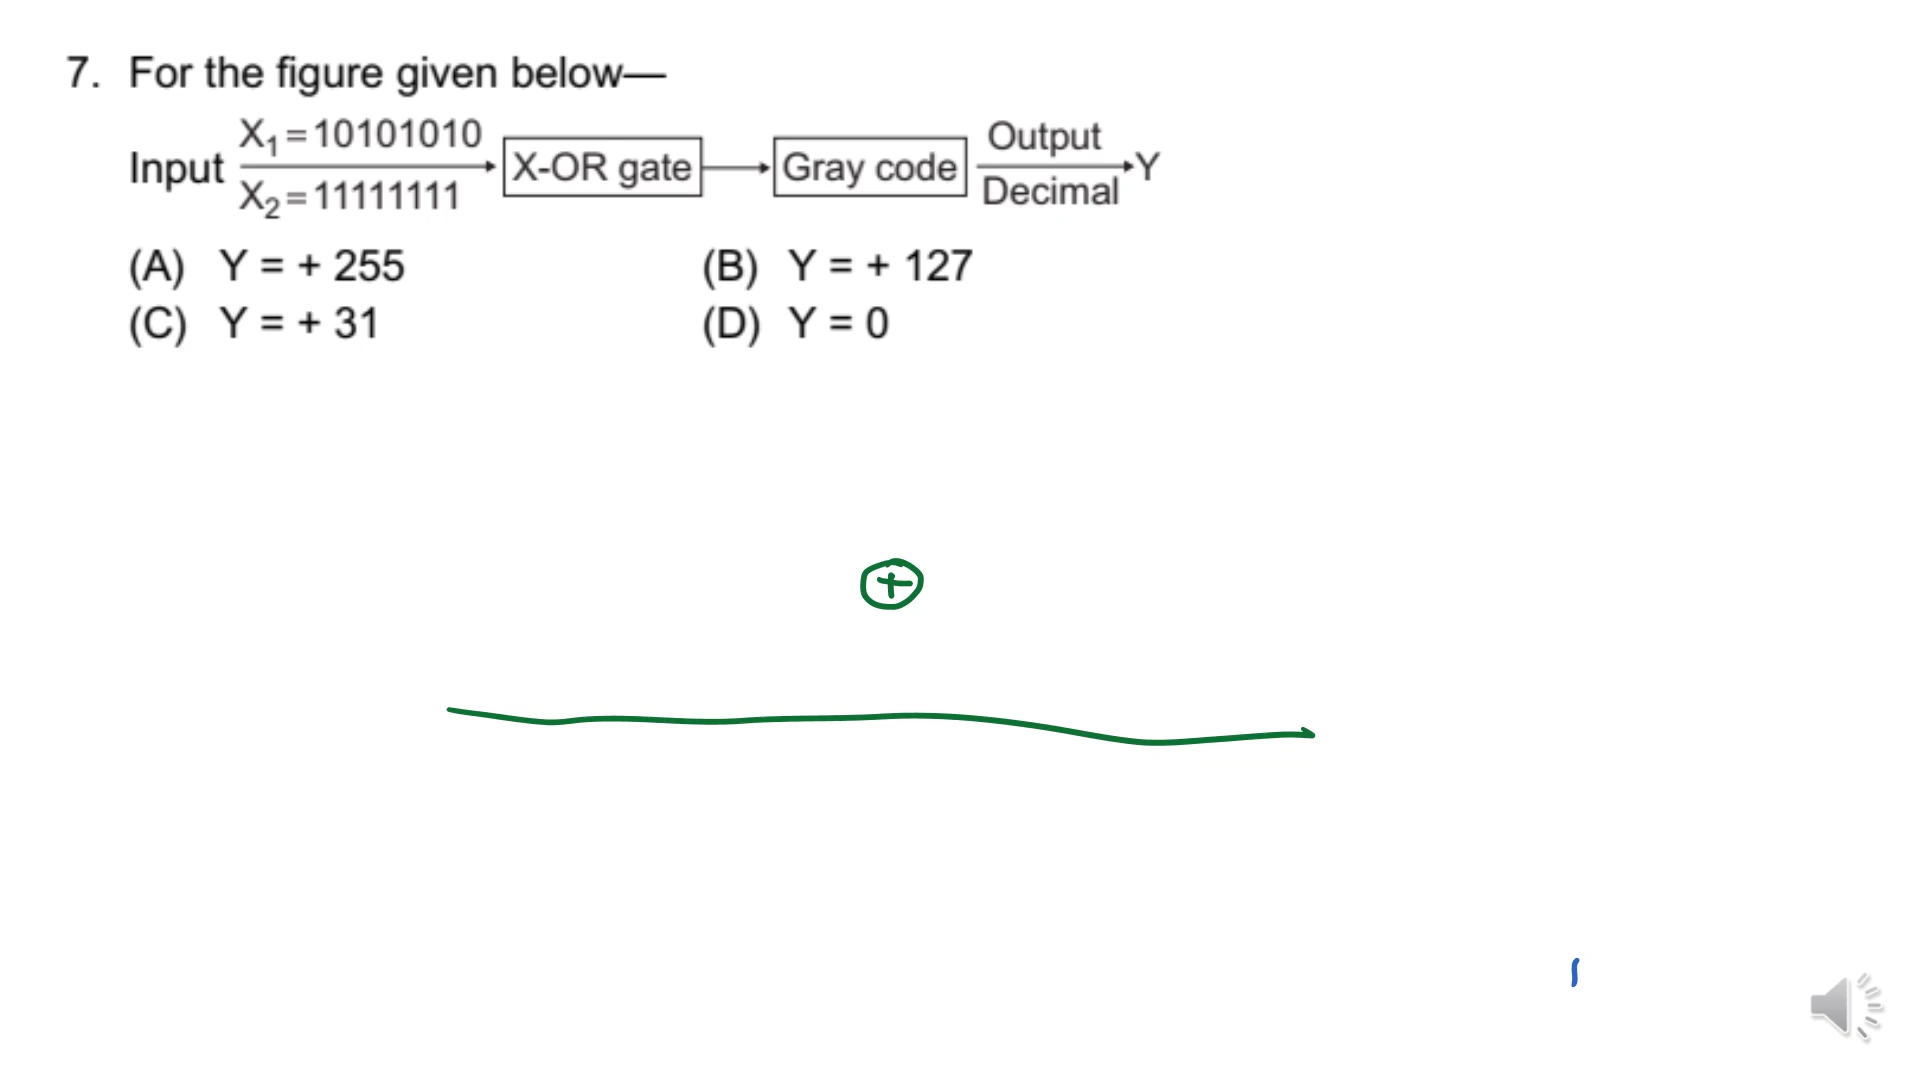 7. For the figure given below—
X₁ = 10101010
Input X-OR gate Gray code Output Y
X₂ = 11111111 Decimal
(A) Y = + 255 (B) Y = + 127
(C) Y = + 31 (D) Y = 0
⊕